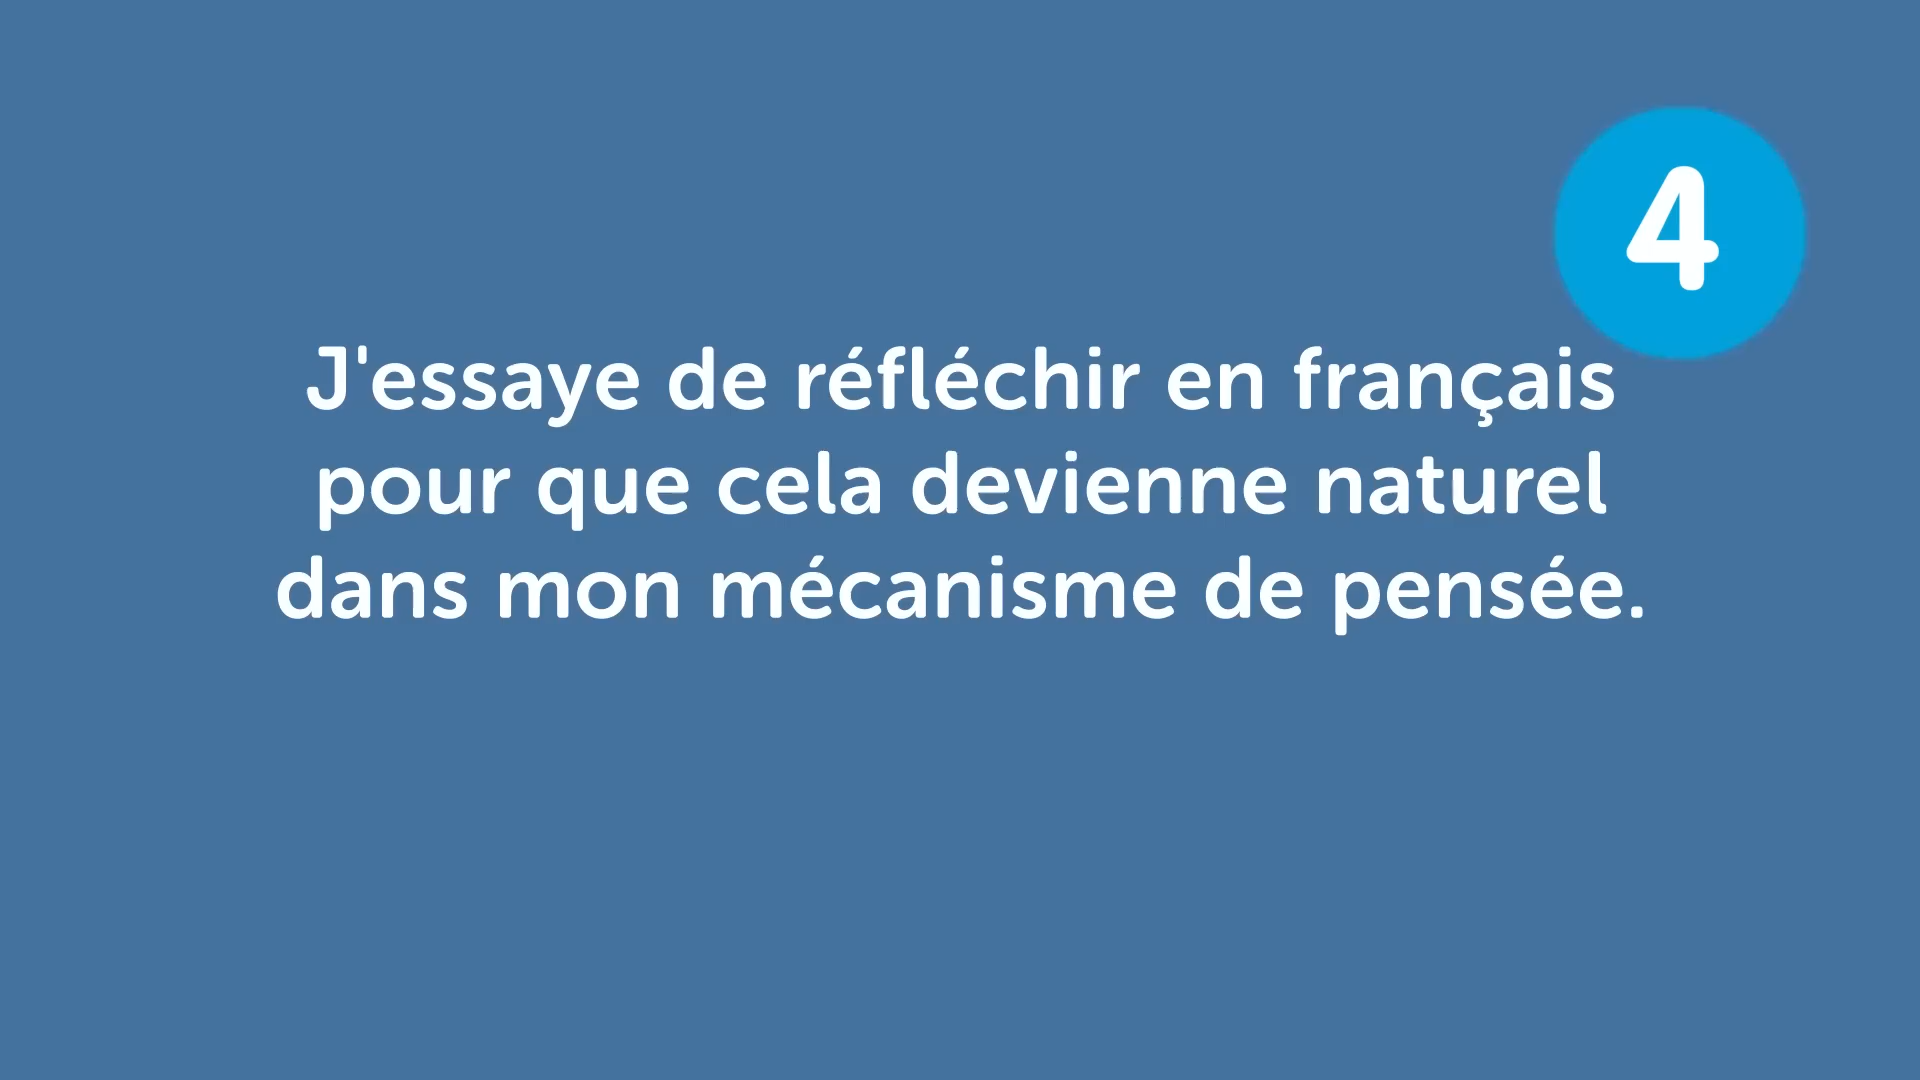 4
J'essaye de réfléchir en français
pour que cela devienne naturel
dans mon mécanisme de pensée.